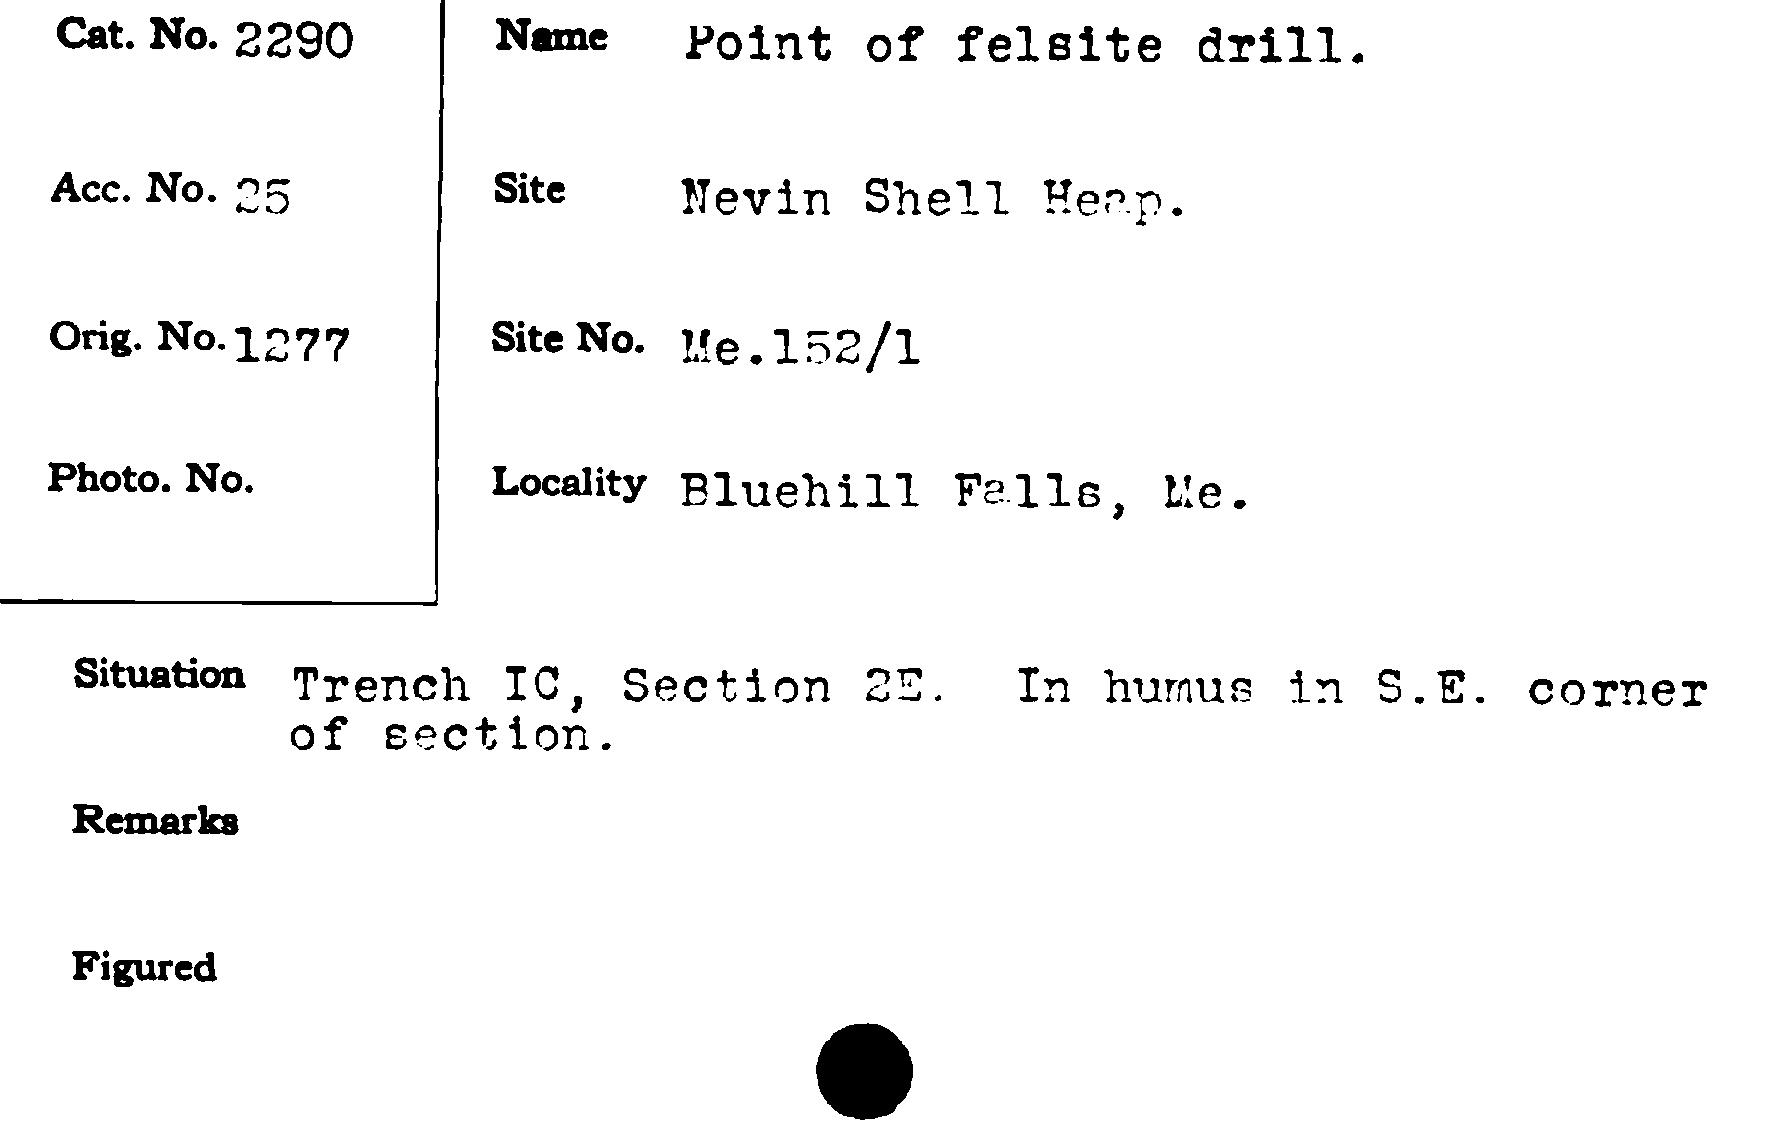 Cat. No. 2290
Name Point of felsite drill.
Acc. No. 25
Site Nevin Shell Heap.
Orig. No. 1277
Site No. Me.152/1
Photo. No.
Locality Bluehill Falls, Me.
Situation Trench IC, Section 2E. In humus in S.E. corner
of section.
Remarks
Figured